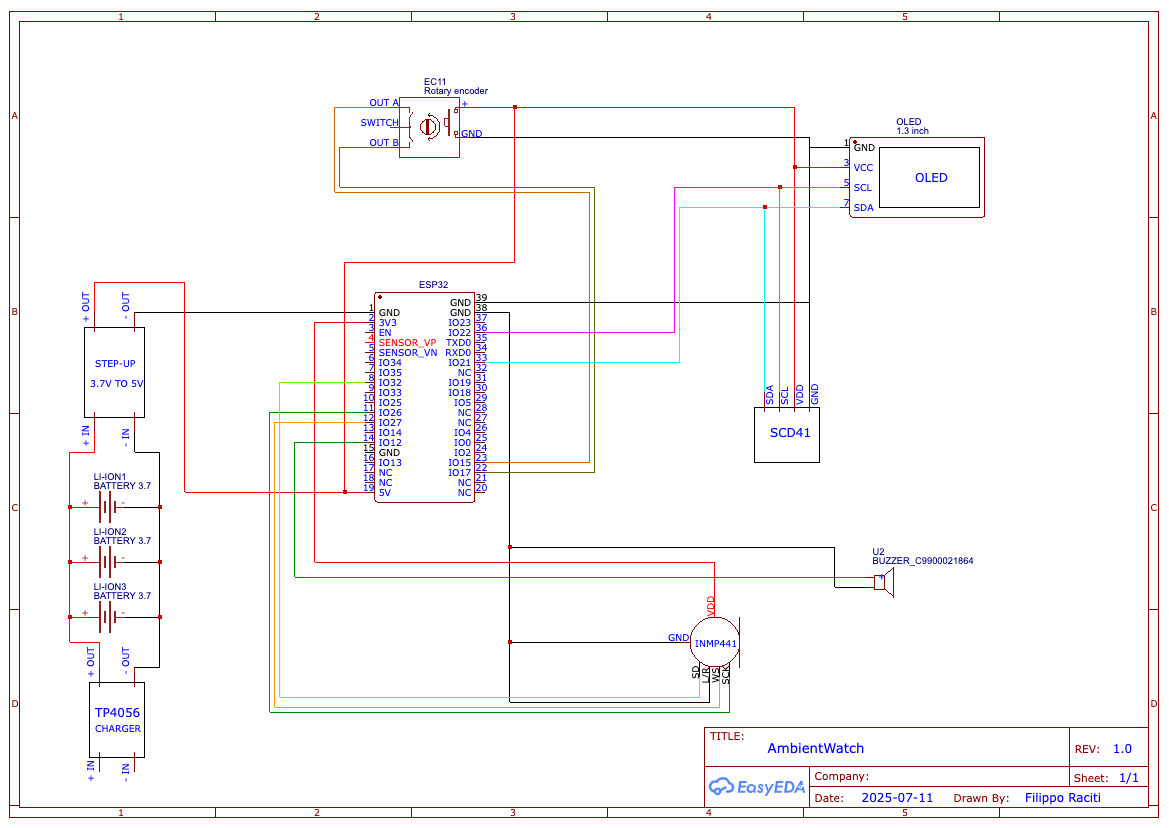 1 2 3 4 5
A A
B B
C C
D D
EC11
Rotary encoder
OUT A
SWITCH
OUT B
+
GND
OLED
1.3 inch
1 GND
3 VCC
5 SCL
7 SDA
OLED
ESP32
1 GND
2 3V3
3 EN
4 SENSOR_VP
5 SENSOR_VN
6 IO34
7 IO35
8 IO32
9 IO33
10 IO25
11 IO26
12 IO27
13 IO14
14 IO12
15 GND
16 IO13
17 NC
18 NC
19 5V
GND 39
GND 38
IO23 37
IO22 36
TXD0 35
RXD0 34
IO21 33
NC 32
IO19 31
IO18 30
IO5 29
NC 28
NC 27
IO4 26
IO0 25
IO2 24
IO15 23
IO17 22
NC 21
NC 20
+ OUT
- OUT
STEP-UP
3.7V TO 5V
+ IN
- IN
LI-ION1
BATTERY 3.7
+ -
LI-ION2
BATTERY 3.7
+ -
LI-ION3
BATTERY 3.7
+ -
+ OUT
- OUT
TP4056
CHARGER
+ IN
- IN
SDA
SCL
VDD
GND
SCD41
U2
BUZZER_C9900021864
+
VDD
GND
INMP441
SD
L/R
WS
SCK
TITLE:
AmbientWatch
REV: 1.0
EasyEDA
Company:
Sheet: 1/1
Date: 2025-07-11
Drawn By: Filippo Raciti
1 2 3 4 5